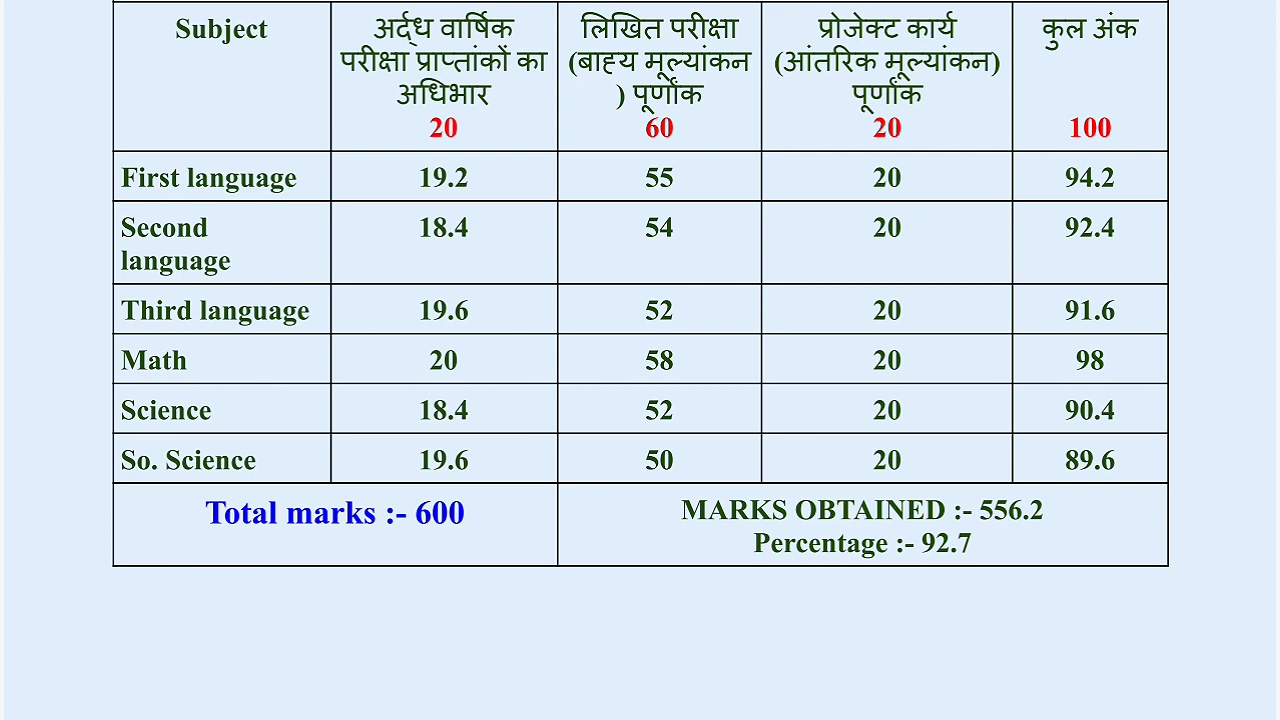 Subject अर्द्ध वार्षिक परीक्षा प्राप्तांकों का अधिभार 20 लिखित परीक्षा (बाह्य मूल्यांकन ) पूर्णांक 60 प्रोजेक्ट कार्य (आंतरिक मूल्यांकन) पूर्णांक 20 कुल अंक 100
First language 19.2 55 20 94.2
Second language 18.4 54 20 92.4
Third language 19.6 52 20 91.6
Math 20 58 20 98
Science 18.4 52 20 90.4
So. Science 19.6 50 20 89.6
Total marks :- 600
MARKS OBTAINED :- 556.2
Percentage :- 92.7